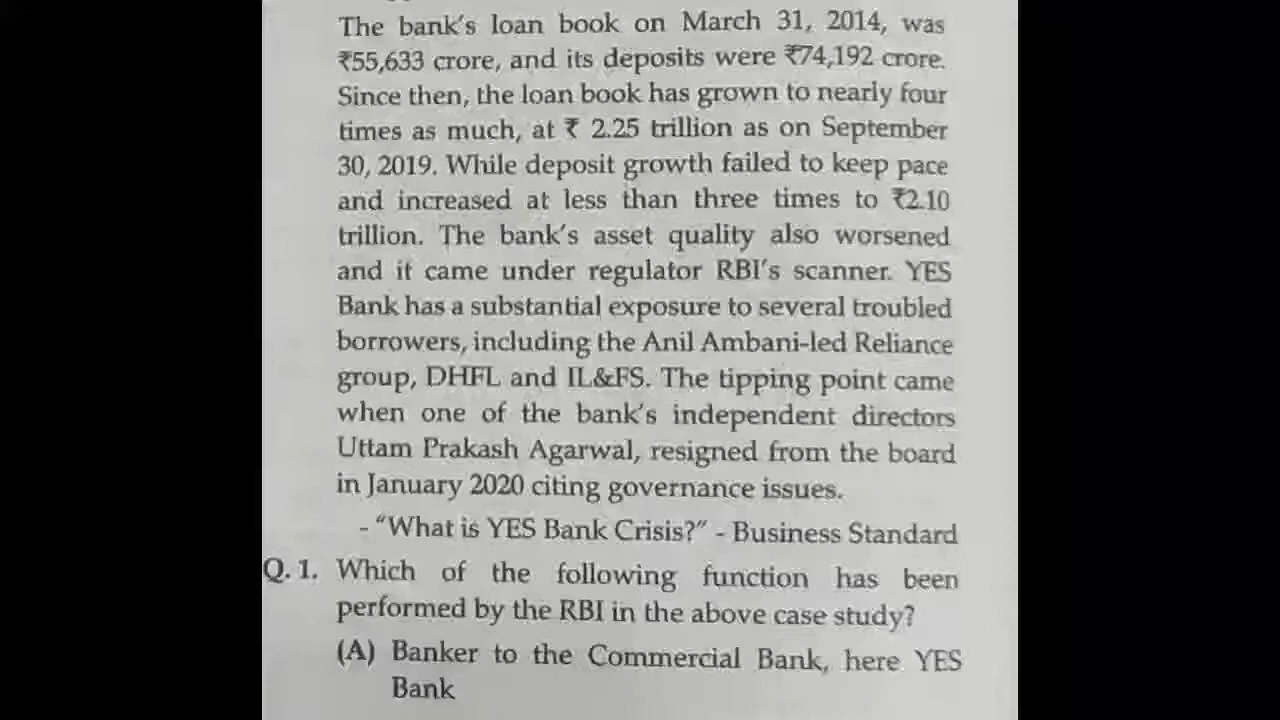 The bank's loan book on March 31, 2014, was
₹55,633 crore, and its deposits were ₹74,192 crore.
Since then, the loan book has grown to nearly four
times as much, at ₹ 2.25 trillion as on September
30, 2019. While deposit growth failed to keep pace
and increased at less than three times to ₹2.10
trillion. The bank's asset quality also worsened
and it came under regulator RBI's scanner. YES
Bank has a substantial exposure to several troubled
borrowers, including the Anil Ambani-led Reliance
group, DHFL and IL&FS. The tipping point came
when one of the bank's independent directors
Uttam Prakash Agarwal, resigned from the board
in January 2020 citing governance issues.
- "What is YES Bank Crisis?" - Business Standard
Q. 1. Which of the following function has been
performed by the RBI in the above case study?
(A) Banker to the Commercial Bank, here YES
Bank